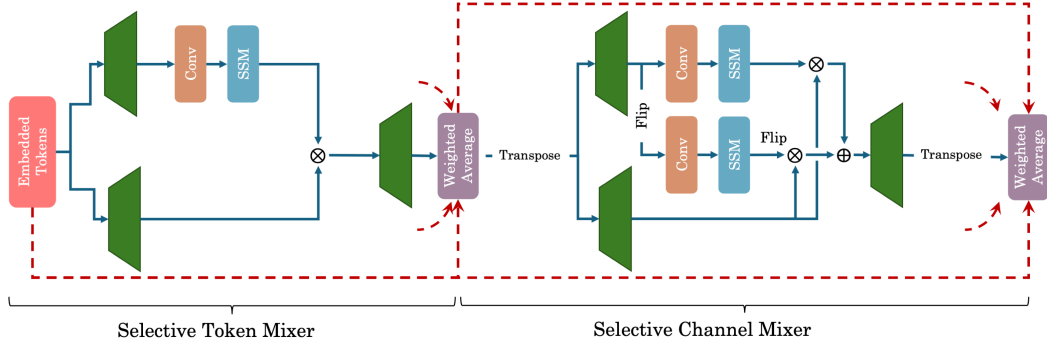 Embedded
Tokens
Conv
SSM
Weighted
Average
Transpose
Flip
Conv
SSM
Conv
SSM
Flip
Transpose
Weighted
Average
Selective Token Mixer
Selective Channel Mixer